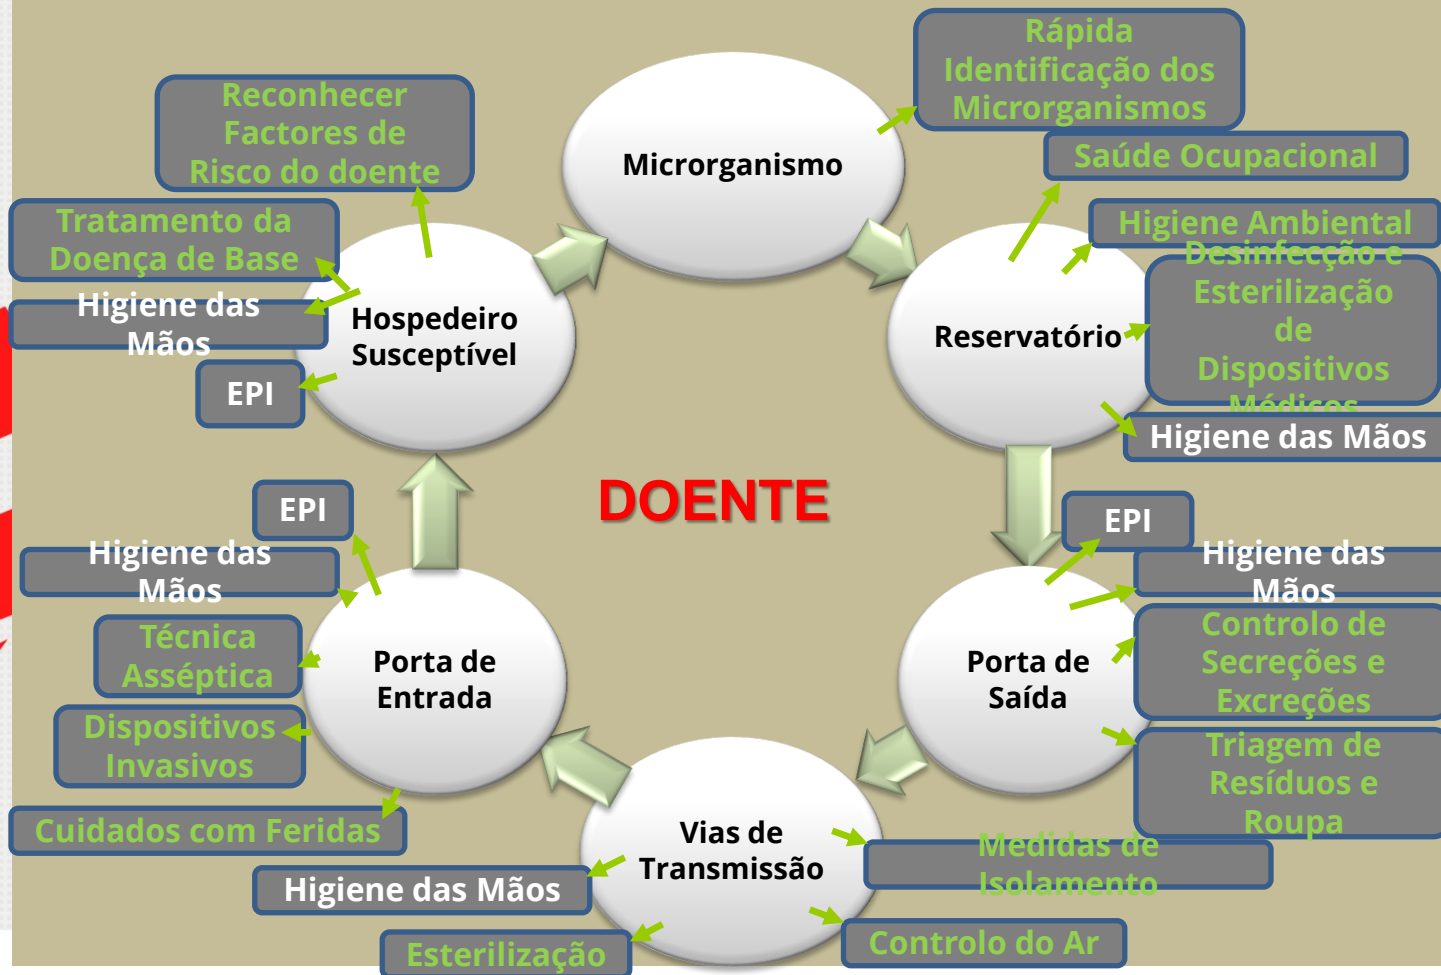 Rápida
Identificação dos
Microrganismos
Saúde Ocupacional
Reconhecer
Factores de
Risco do doente
Microrganismo
Tratamento da
Doença de Base
Higiene Ambiental
Desinfecção e
Esterilização
de
Dispositivos
Médicos
Higiene das
Mãos
Hospedeiro
Susceptível
Reservatório
EPI
Higiene das Mãos
DOENTE
EPI
Higiene das
Mãos
EPI
Higiene das
Mãos
Técnica
Asséptica
Porta de
Entrada
Porta de
Saída
Controlo de
Secreções e
Excreções
Dispositivos
Invasivos
Triagem de
Resíduos e
Roupa
Cuidados com Feridas
Vias de
Transmissão
Medidas de
Isolamento
Higiene das Mãos
Esterilização
Controlo do Ar